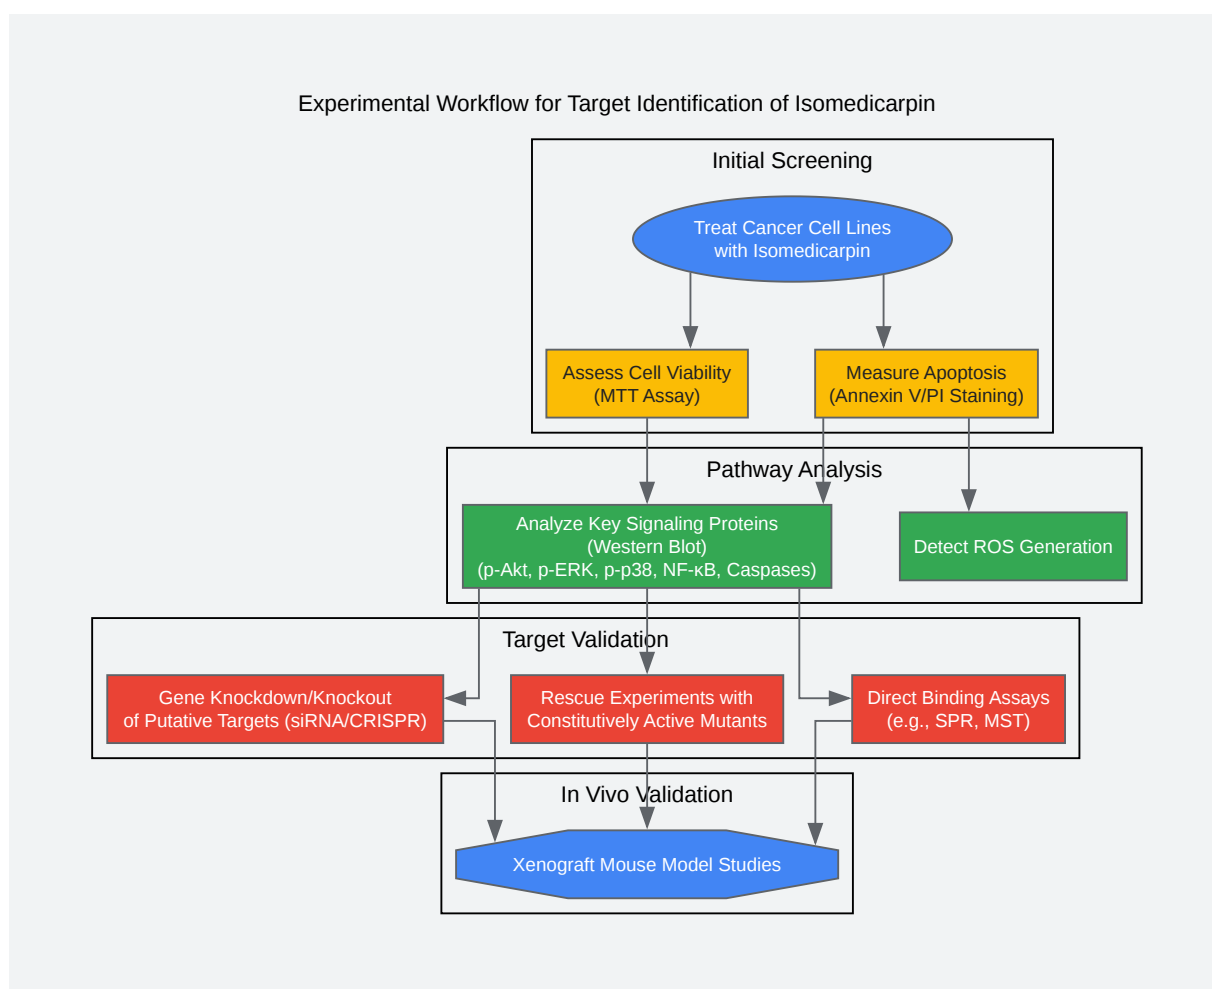 Experimental Workflow for Target Identification of Isomedicarpin
Initial Screening
Treat Cancer Cell Lines
with Isomedicarpin
Assess Cell Viability
(MTT Assay)
Measure Apoptosis
(Annexin V/PI Staining)
Pathway Analysis
Analyze Key Signaling Proteins
(Western Blot)
(p-Akt, p-ERK, p-p38, NF-κB, Caspases)
Detect ROS Generation
Target Validation
Gene Knockdown/Knockout
of Putative Targets (siRNA/CRISPR)
Rescue Experiments with
Constitutively Active Mutants
Direct Binding Assays
(e.g., SPR, MST)
In Vivo Validation
Xenograft Mouse Model Studies